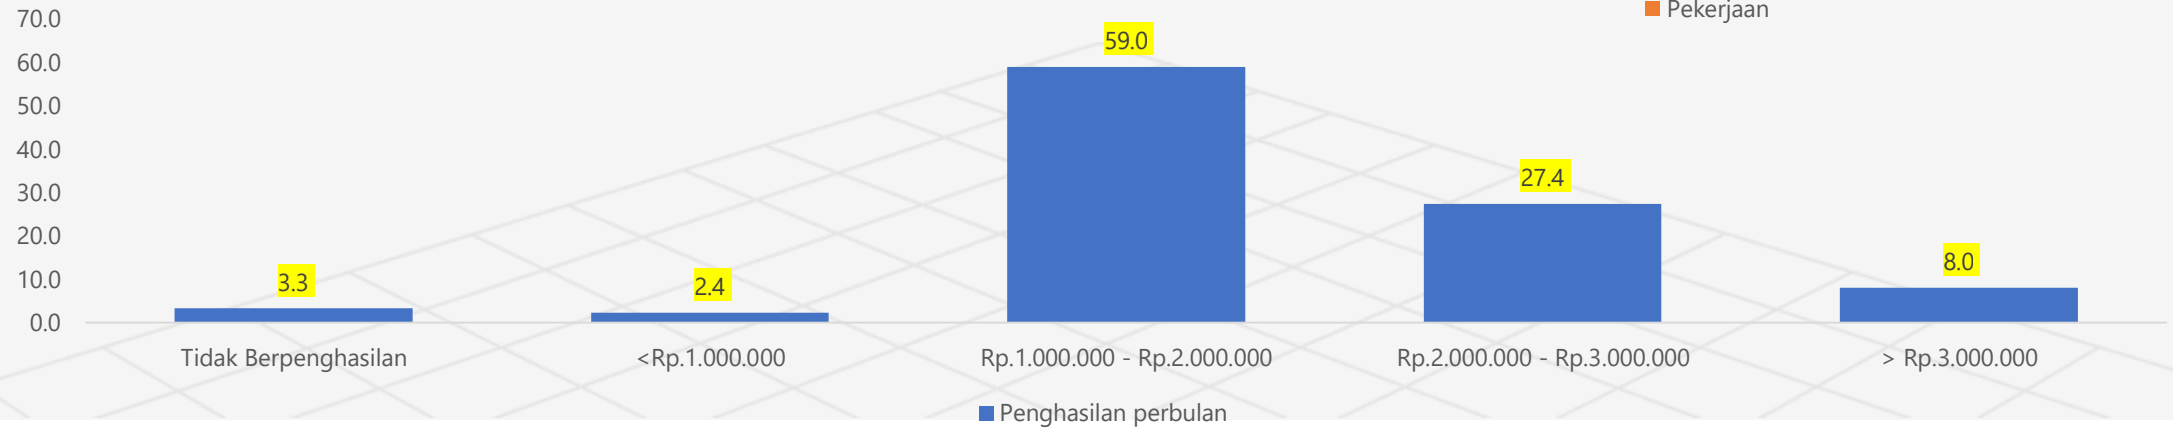 Pekerjaan
70.0
60.0
50.0
40.0
30.0
20.0
10.0
0.0
3.3
2.4
59.0
27.4
8.0
Tidak Berpenghasilan
<Rp.1.000.000
Rp.1.000.000 - Rp.2.000.000
Rp.2.000.000 - Rp.3.000.000
> Rp.3.000.000
Penghasilan perbulan